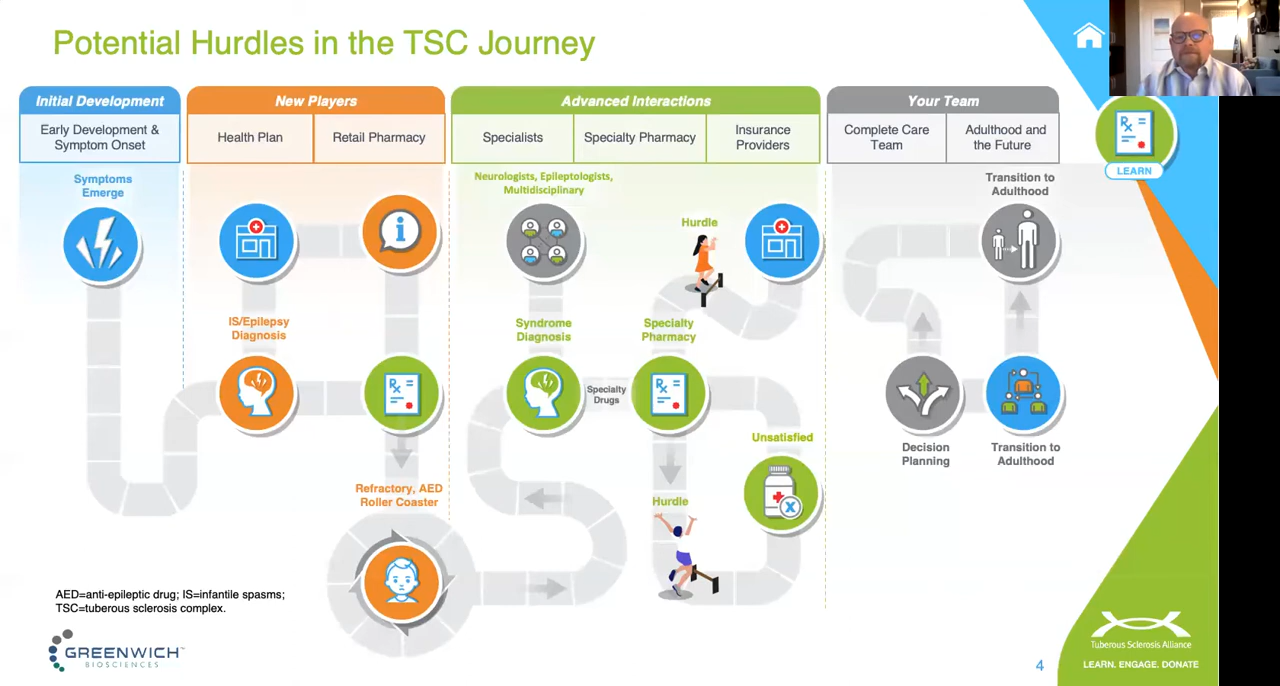 Potential Hurdles in the TSC Journey
Initial Development
New Players
Advanced Interactions
Your Team
Early Development &
Symptom Onset
Health Plan
Retail Pharmacy
Specialists
Specialty Pharmacy
Insurance
Providers
Complete Care
Team
Adulthood and
the Future
Rx
LEARN
Symptoms
Emerge
Neurologists, Epileptologists,
Multidisciplinary
Hurdle
Transition to
Adulthood
i
IS/Epilepsy
Diagnosis
Syndrome
Diagnosis
Specialty
Pharmacy
Rx
Specialty
Drugs
Rx
Unsatisfied
Decision
Planning
Transition to
Adulthood
Refractory, AED
Roller Coaster
Hurdle
X
AED=anti-epileptic drug; IS=infantile spasms;
TSC=tuberous sclerosis complex.
GREENWICH™
BIOSCIENCES
Tuberous Sclerosis Alliance
LEARN. ENGAGE. DONATE
4